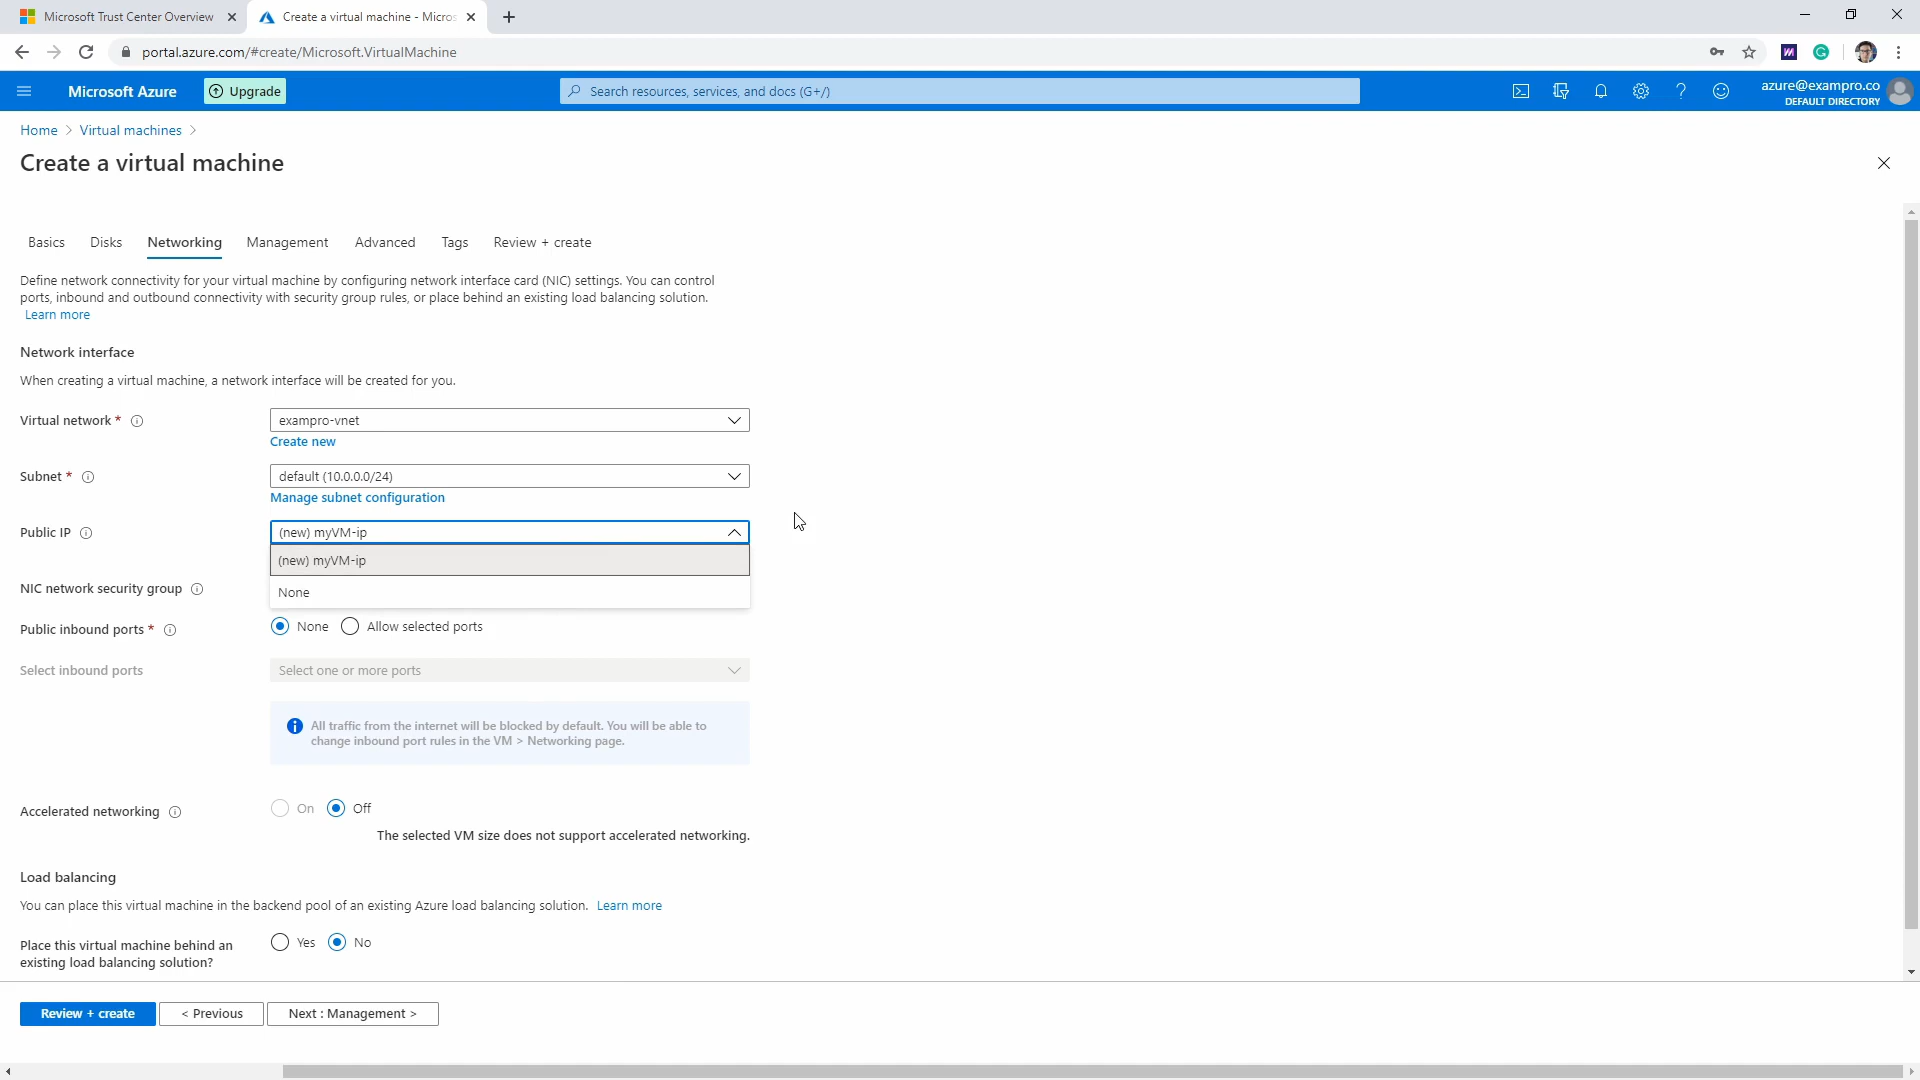 Microsoft Trust Center Overview
Create a virtual machine - Micros
portal.azure.com/#create/Microsoft.VirtualMachine
Microsoft Azure
Upgrade
Search resources, services, and docs (G+/)
azure@exampro.co
DEFAULT DIRECTORY
Home > Virtual machines >
Create a virtual machine
Basics Disks Networking Management Advanced Tags Review + create
Define network connectivity for your virtual machine by configuring network interface card (NIC) settings. You can control
ports, inbound and outbound connectivity with security group rules, or place behind an existing load balancing solution.
Learn more
Network interface
When creating a virtual machine, a network interface will be created for you.
Virtual network *
exampro-vnet
Create new
Subnet *
default (10.0.0.0/24)
Manage subnet configuration
Public IP
(new) myVM-ip
(new) myVM-ip
NIC network security group
None
Public inbound ports *
None Allow selected ports
Select inbound ports
Select one or more ports
All traffic from the internet will be blocked by default. You will be able to
change inbound port rules in the VM > Networking page.
Accelerated networking
On Off
The selected VM size does not support accelerated networking.
Load balancing
You can place this virtual machine in the backend pool of an existing Azure load balancing solution. Learn more
Place this virtual machine behind an
existing load balancing solution?
Yes No
Review + create
< Previous
Next : Management >